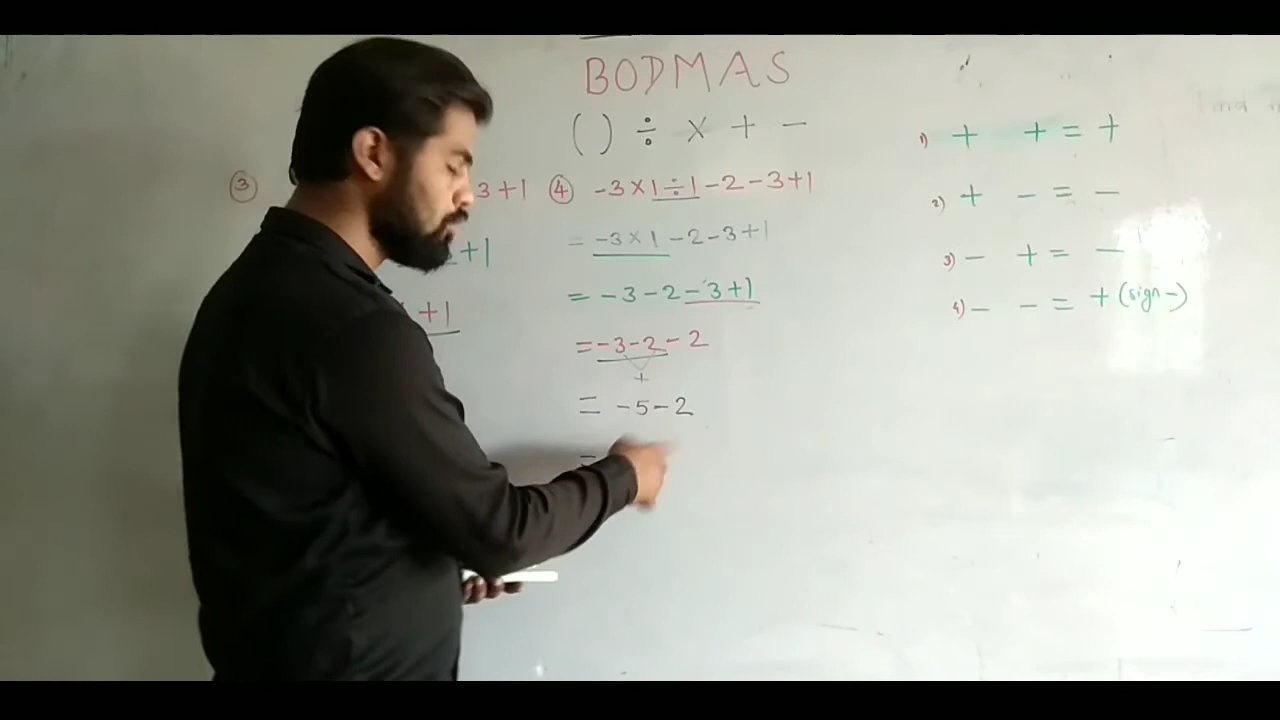 BODMAS
( ) ÷ × + -
③ 3+1
+1
+1
④ -3×1÷1-2-3+1
= -3×1-2-3+1
= -3-2-3+1
=-3-2-2
+
= -5-2
=
1) + + = +
2) + - = -
3) - + = -
4) - - = + (sign -)